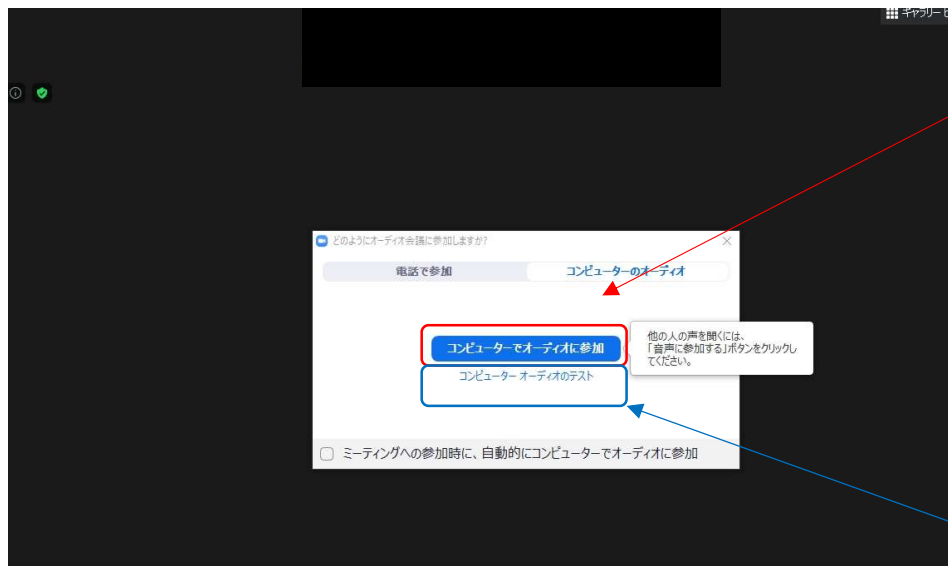 ギャラリー
どのようにオーディオ会議に参加しますか?
電話で参加
コンピューターのオーディオ
コンピューターでオーディオに参加
他の人の声を聞くには、
「音声に参加する」ボタンをクリックし
てください。
コンピューター オーディオのテスト
ミーティングへの参加時に、自動的にコンピューターでオーディオに参加